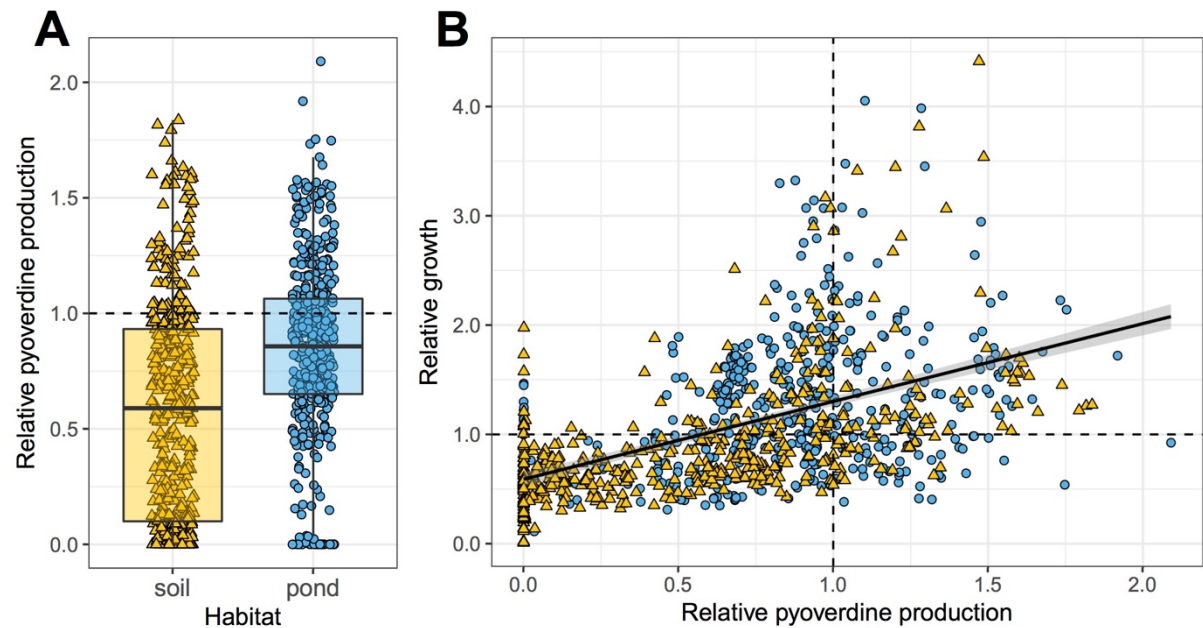 A
Relative pyoverdine production
2.0
1.5
1.0
0.5
0.0
soil pond
Habitat
B
Relative growth
4.0
3.0
2.0
1.0
0.0
0.0 0.5 1.0 1.5 2.0
Relative pyoverdine production